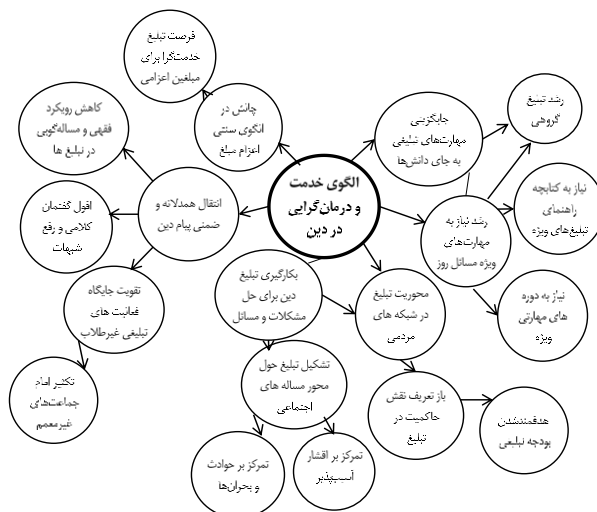 فرصت تبلیغ
خدمت‌گرا برای
مبلغین اعزامی
کاهش رویکرد
فقهی و مساله‌گویی
در تبلیغ ها
چالش در
الگوی سنتی
اعزام مبلغ
جایگزینی
مهارت‌های تبلیغی
به جای دانش‌ها
رشد تبلیغ
گروهی
الگوی خدمت
و درمان‌گرایی
در دین
انتقال همدلانه و
ضمنی پیام دین
افول گفتمان
کلامی و رفع
شبهات
رشد نیاز به
مهارت‌های
ویژه مسائل روز
نیاز به کتابچه
راهنمای
تبلیغ‌های ویژه
بکارگیری تبلیغ
دین برای حل
مشکلات و مسائل
محوریت تبلیغ
در شبکه های
مردمی
نیاز به دوره
های مهارتی
ویژه
تقویت جایگاه
فعالیت های
تبلیغی غیرطلاب
تکثیر امام
جماعت‌های
غیرمعمم
تشکیل تبلیغ حول
محور مساله های
اجتماعی
باز تعریف نقش
حاکمیت در
تبلیغ
هدفمندشدن
بودجه تبلیغی
تمرکز بر حوادث
و بحران‌ها
تمرکز بر اقشار
آسیب‌پذیر